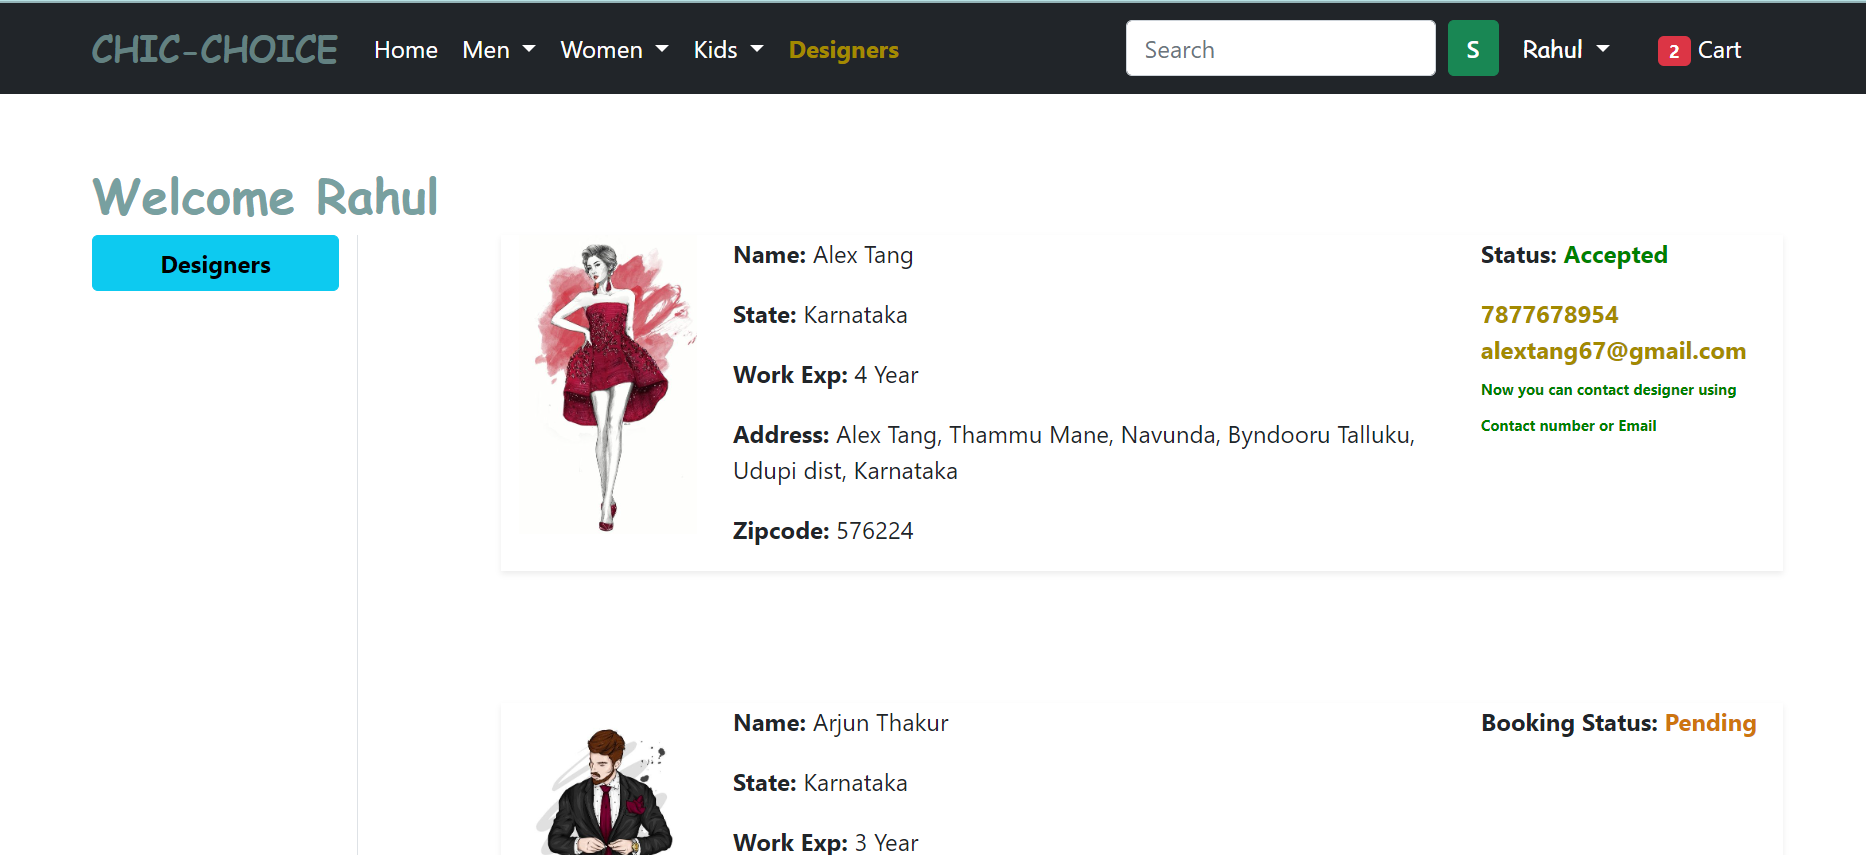 CHIC-CHOICE Home Men Women Kids Designers Search S Rahul 2 Cart
Welcome Rahul
Designers
Name: Alex Tang
State: Karnataka
Work Exp: 4 Year
Address: Alex Tang, Thammu Mane, Navunda, Byndooru Talluku,
Udupi dist, Karnataka
Zipcode: 576224
Status: Accepted
7877678954
alextang67@gmail.com
Now you can contact designer using
Contact number or Email
Name: Arjun Thakur
State: Karnataka
Work Exp: 3 Year
Booking Status: Pending